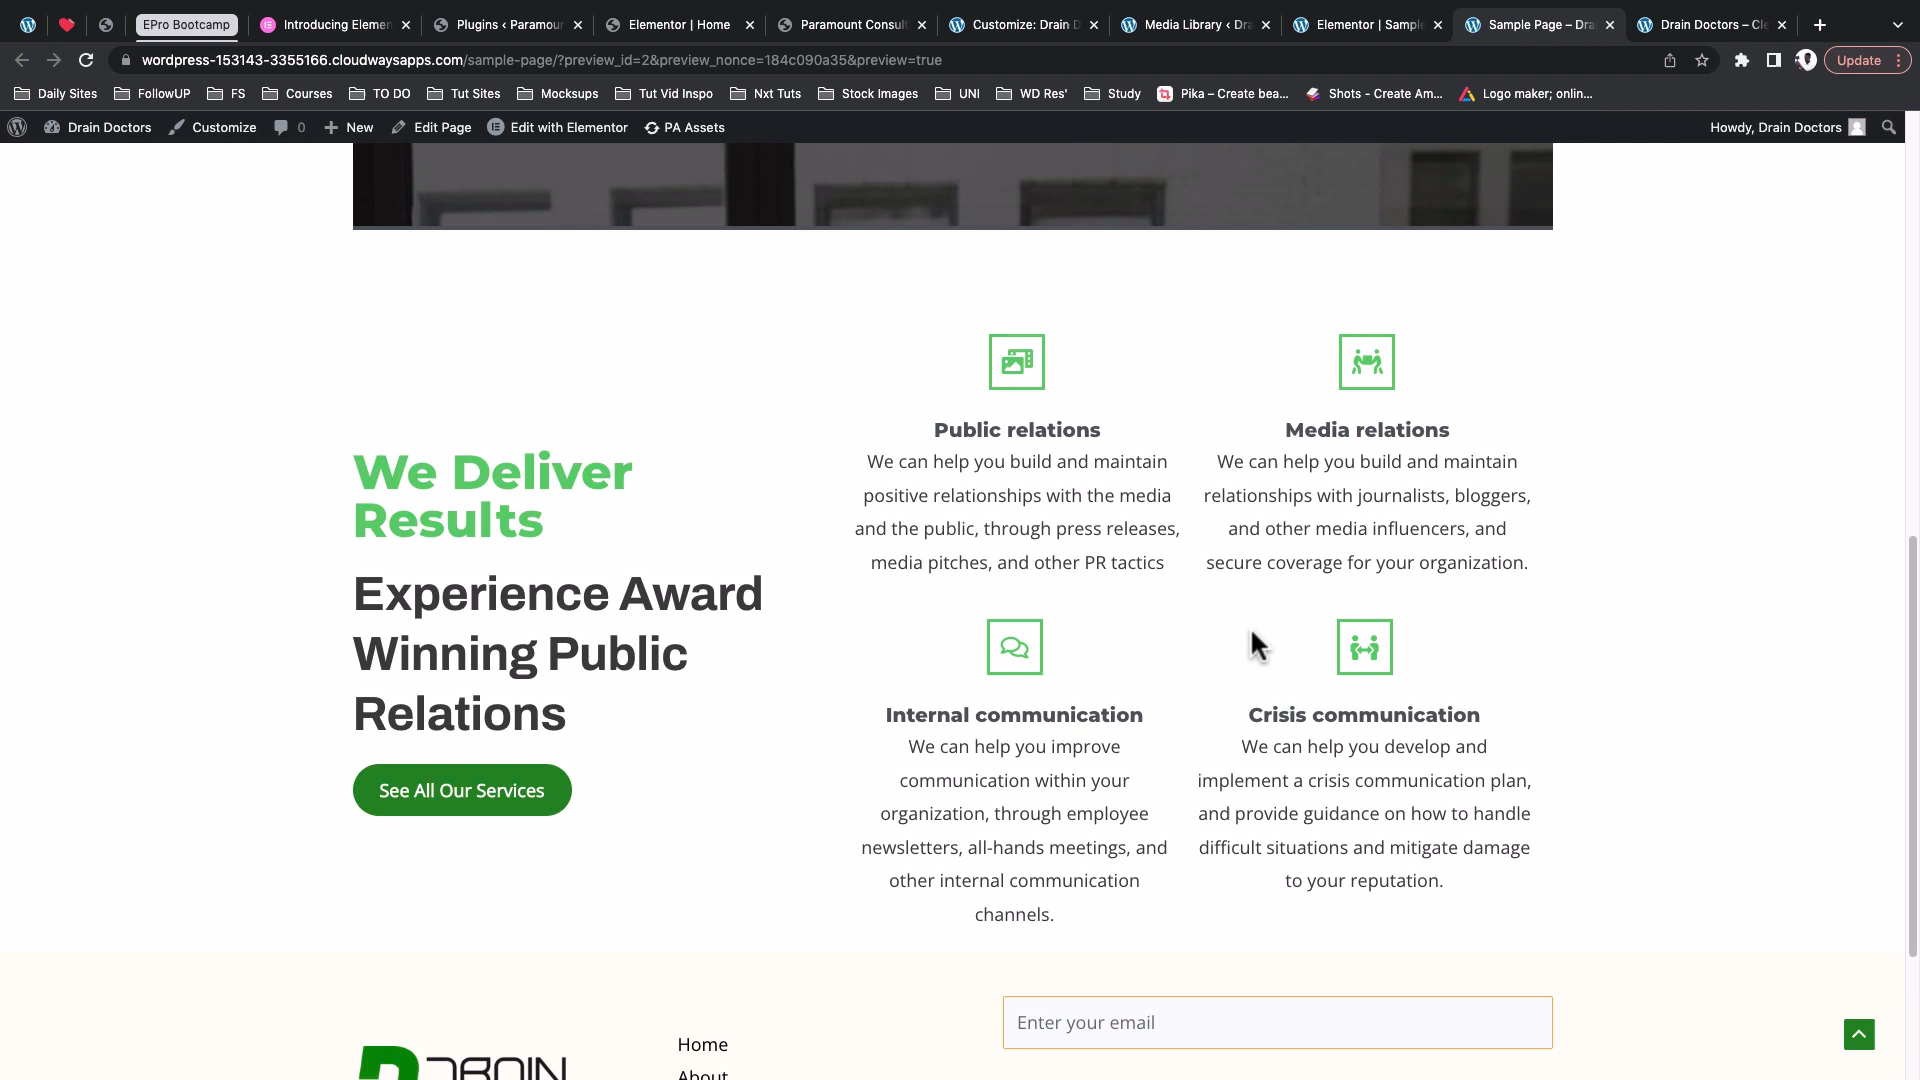 EPro Bootcamp
Introducing Elemen
Plugins ‹ Paramour
Elementor | Home
Paramount Consult
Customize: Drain D
Media Library ‹ Dra
Elementor | Sample
Sample Page – Dra
Drain Doctors – Cle
wordpress-153143-3355166.cloudwaysapps.com/sample-page/?preview_id=2&preview_nonce=184c090a35&preview=true
Update
Daily Sites
FollowUP
FS
Courses
TO DO
Tut Sites
Mocksups
Tut Vid Inspo
Nxt Tuts
Stock Images
UNI
WD Res'
Study
Pika – Create bea...
Shots - Create Am...
Logo maker; onlin...
Drain Doctors
Customize
0
New
Edit Page
Edit with Elementor
PA Assets
Howdy, Drain Doctors
We Deliver
Results
Experience Award
Winning Public
Relations
See All Our Services
Public relations
We can help you build and maintain
positive relationships with the media
and the public, through press releases,
media pitches, and other PR tactics
Media relations
We can help you build and maintain
relationships with journalists, bloggers,
and other media influencers, and
secure coverage for your organization.
Internal communication
We can help you improve
communication within your
organization, through employee
newsletters, all-hands meetings, and
other internal communication
channels.
Crisis communication
We can help you develop and
implement a crisis communication plan,
and provide guidance on how to handle
difficult situations and mitigate damage
to your reputation.
DRAIN
Home
About
Enter your email